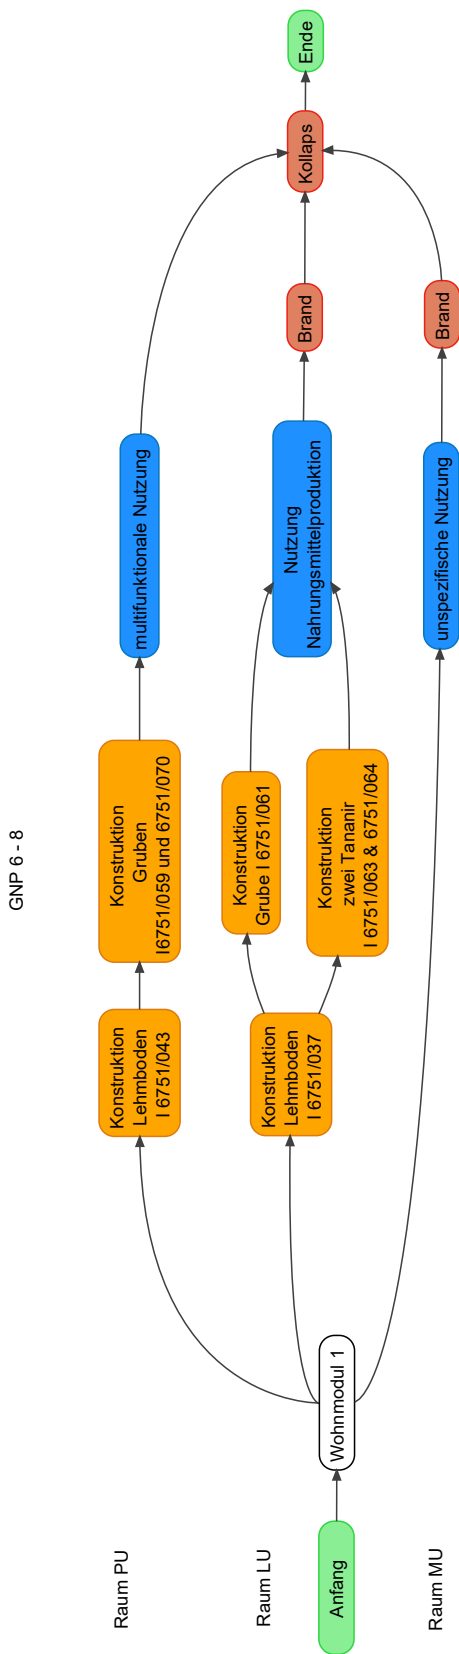 GNP 6 - 8
Raum PU
Konstruktion
Lehmboden
I 6751/043
Konstruktion
Gruben
I6751/059 und 6751/070
multifunktionale Nutzung
Raum LU
Anfang
Wohnmodul 1
Konstruktion
Lehmboden
I 6751/037
Konstruktion
Grube I 6751/061
Konstruktion
zwei Tananir
I 6751/063 & 6751/064
Nutzung
Nahrungsmittelproduktion
Brand
Kollaps
Ende
Raum MU
unspezifische Nutzung
Brand